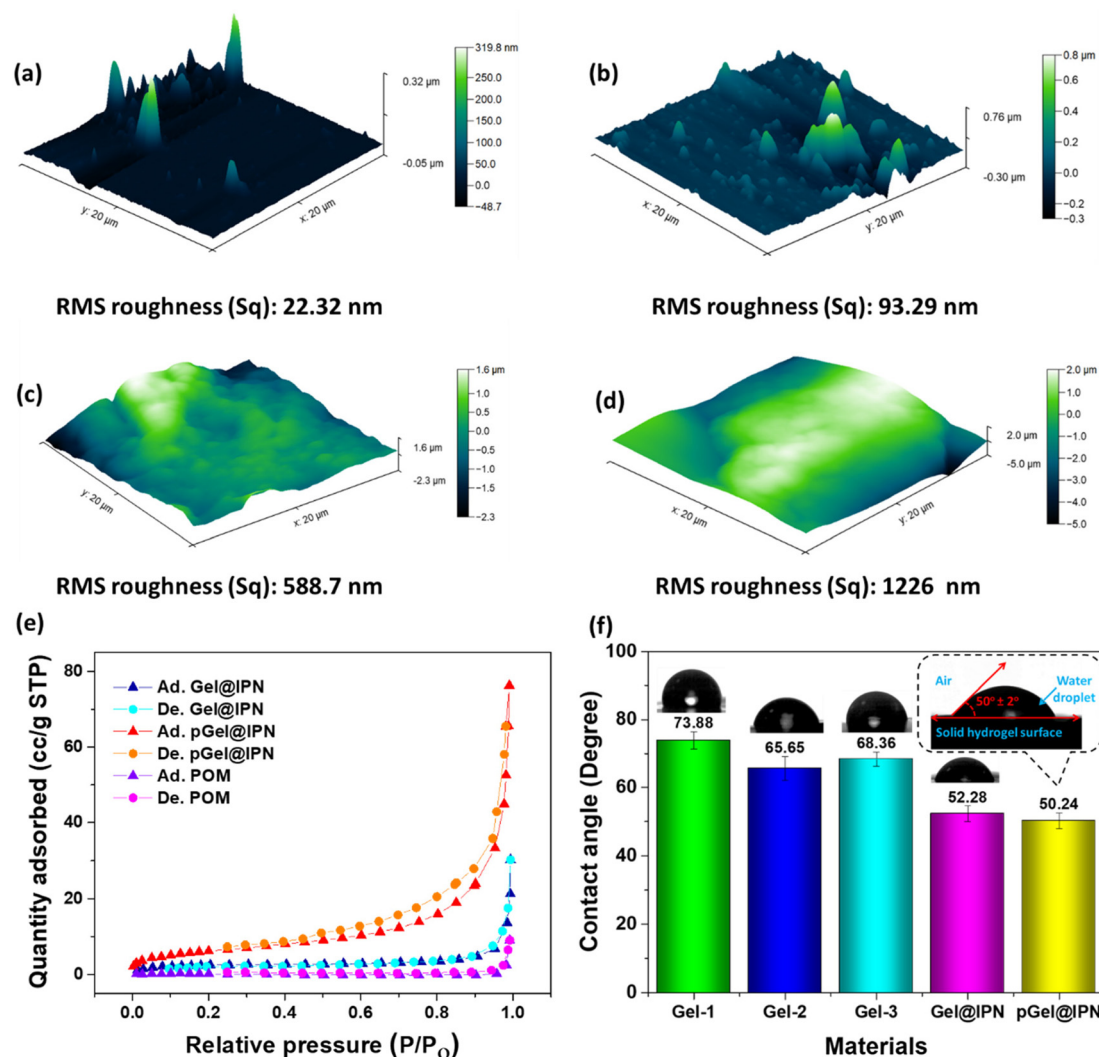 (a)
319.8 nm
250.0
200.0
150.0
100.0
50.0
0.0
−48.7
0.32 µm
-0.05 µm
y: 20 µm
x: 20 µm
RMS roughness (Sq): 22.32 nm
(b)
0.8 µm
0.6
0.4
0.2
0.0
−0.2
−0.3
0.76 µm
-0.30 µm
x: 20 µm
y: 20 µm
RMS roughness (Sq): 93.29 nm
(c)
1.6 µm
1.0
0.5
0.0
−0.5
−1.0
−1.5
−2.3
1.6 µm
-2.3 µm
y: 20 µm
x: 20 µm
RMS roughness (Sq): 588.7 nm
(d)
2.0 µm
1.0
0.0
−1.0
−2.0
−3.0
−4.0
−5.0
2.0 µm
-5.0 µm
x: 20 µm
y: 20 µm
RMS roughness (Sq): 1226 nm
(e)
Quantity adsorbed (cc/g STP)
80
60
40
20
0
Ad. Gel@IPN
De. Gel@IPN
Ad. pGel@IPN
De. pGel@IPN
Ad. POM
De. POM
0.0 0.2 0.4 0.6 0.8 1.0
Relative pressure (P/PO)
(f)
Contact angle (Degree)
100
80
60
40
20
0
73.88
65.65
68.36
52.28
50.24
Air
Water
droplet
50° ± 2°
Solid hydrogel surface
Gel-1 Gel-2 Gel-3 Gel@IPN pGel@IPN
Materials